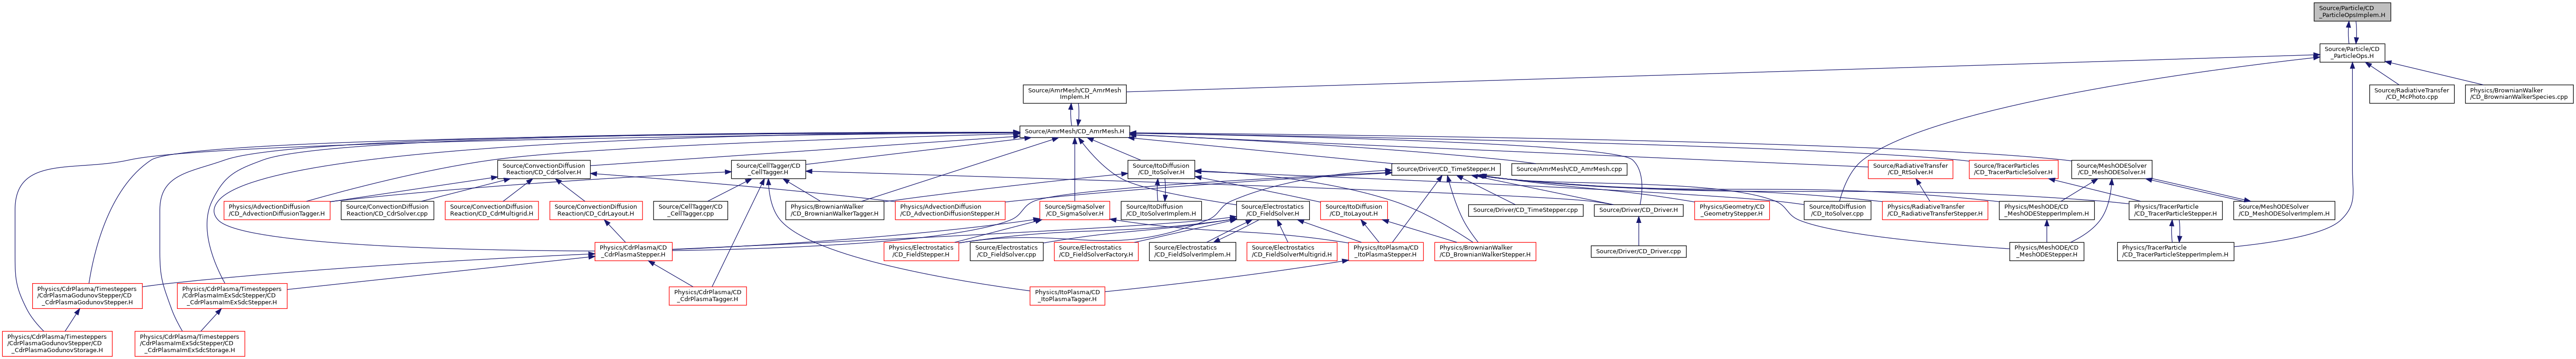 Source/Particle/CD
_ParticleOpsImplem.H
Source/Particle/CD
_ParticleOps.H
Source/AmrMesh/CD_AmrMesh
Implem.H
Source/RadiativeTransfer
/CD_McPhoto.cpp
Physics/BrownianWalker
/CD_BrownianWalkerSpecies.cpp
Source/AmrMesh/CD_AmrMesh.H
Source/ConvectionDiffusion
Reaction/CD_CdrSolver.H
Source/CellTagger/CD
_CellTagger.H
Source/ItoDiffusion
/CD_ItoSolver.H
Source/Driver/CD_TimeStepper.H
Source/AmrMesh/CD_AmrMesh.cpp
Source/RadiativeTransfer
/CD_RtSolver.H
Source/TracerParticles
/CD_TracerParticleSolver.H
Source/MeshODESolver
/CD_MeshODESolver.H
Physics/AdvectionDiffusion
/CD_AdvectionDiffusionTagger.H
Source/ConvectionDiffusion
Reaction/CD_CdrSolver.cpp
Source/ConvectionDiffusion
Reaction/CD_CdrMultigrid.H
Source/ConvectionDiffusion
Reaction/CD_CdrLayout.H
Source/CellTagger/CD
_CellTagger.cpp
Physics/BrownianWalker
/CD_BrownianWalkerTagger.H
Physics/AdvectionDiffusion
/CD_AdvectionDiffusionStepper.H
Source/SigmaSolver
/CD_SigmaSolver.H
Source/ItoDiffusion
/CD_ItoSolverImplem.H
Source/Electrostatics
/CD_FieldSolver.H
Source/ItoDiffusion
/CD_ItoLayout.H
Source/Driver/CD_TimeStepper.cpp
Source/Driver/CD_Driver.H
Physics/Geometry/CD
_GeometryStepper.H
Source/ItoDiffusion
/CD_ItoSolver.cpp
Physics/RadiativeTransfer
/CD_RadiativeTransferStepper.H
Physics/MeshODE/CD
_MeshODEStepperImplem.H
Physics/TracerParticle
/CD_TracerParticleStepper.H
Source/MeshODESolver
/CD_MeshODESolverImplem.H
Physics/CdrPlasma/CD
_CdrPlasmaStepper.H
Physics/Electrostatics
/CD_FieldStepper.H
Source/Electrostatics
/CD_FieldSolver.cpp
Source/Electrostatics
/CD_FieldSolverFactory.H
Source/Electrostatics
/CD_FieldSolverImplem.H
Source/Electrostatics
/CD_FieldSolverMultigrid.H
Physics/ItoPlasma/CD
_ItoPlasmaStepper.H
Physics/BrownianWalker
/CD_BrownianWalkerStepper.H
Source/Driver/CD_Driver.cpp
Physics/MeshODE/CD
_MeshODEStepper.H
Physics/TracerParticle
/CD_TracerParticleStepperImplem.H
Physics/CdrPlasma/Timesteppers
/CdrPlasmaGodunovStepper/CD
_CdrPlasmaGodunovStepper.H
Physics/CdrPlasma/Timesteppers
/CdrPlasmaImExSdcStepper/CD
_CdrPlasmaImExSdcStepper.H
Physics/CdrPlasma/CD
_CdrPlasmaTagger.H
Physics/ItoPlasma/CD
_ItoPlasmaTagger.H
Physics/CdrPlasma/Timesteppers
/CdrPlasmaGodunovStepper/CD
_CdrPlasmaGodunovStorage.H
Physics/CdrPlasma/Timesteppers
/CdrPlasmaImExSdcStepper/CD
_CdrPlasmaImExSdcStorage.H